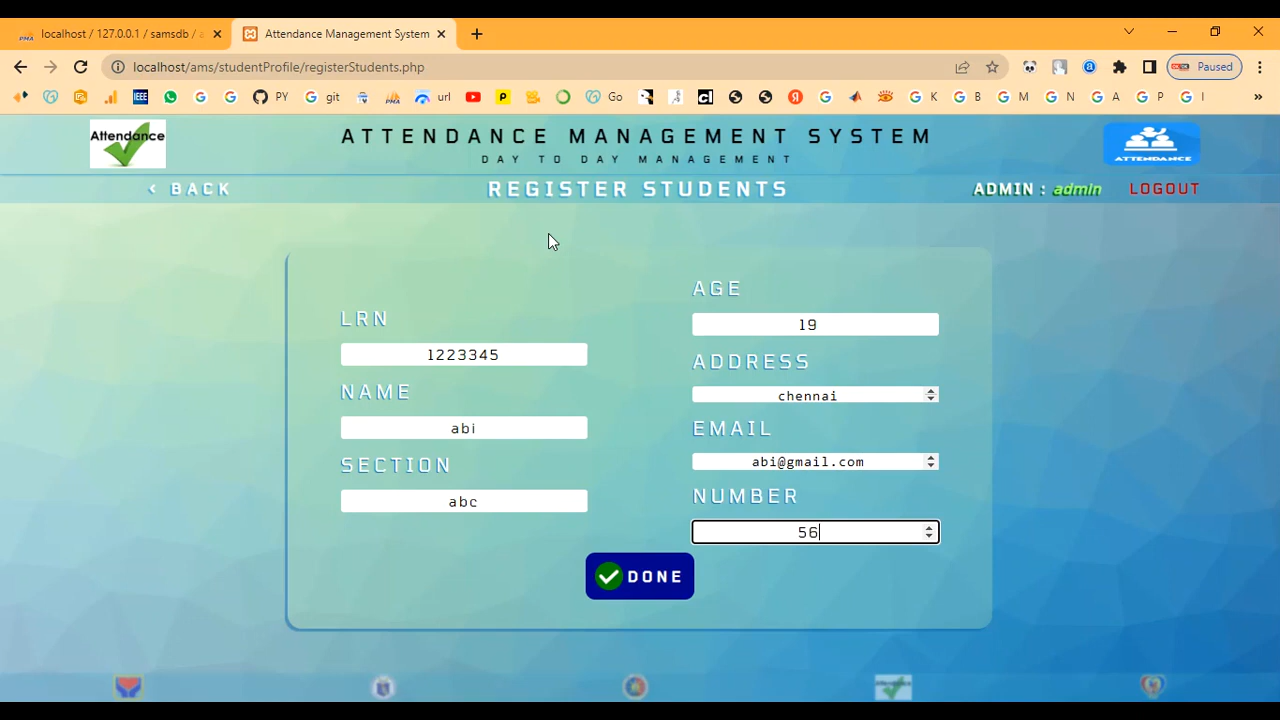 localhost / 127.0.0.1 / samsdb / a
Attendance Management System
localhost/ams/studentProfile/registerStudents.php
Paused
IEEE
PY
git
url
Go
K
B
M
N
A
P
I
Attendance
ATTENDANCE MANAGEMENT SYSTEM
DAY TO DAY MANAGEMENT
ATTENDANCE
< BACK
REGISTER STUDENTS
ADMIN : admin
LOGOUT
LRN
1223345
NAME
abi
SECTION
abc
AGE
19
ADDRESS
chennai
EMAIL
abi@gmail.com
NUMBER
56
DONE